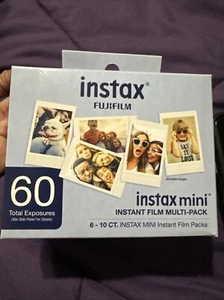 instax®
FUJIFILM
60
Total Exposures
(See Side Panel For Details)
instax mini™
INSTANT FILM MULTI-PACK
6 - 10 CT. INSTAX MINI Instant Film Packs